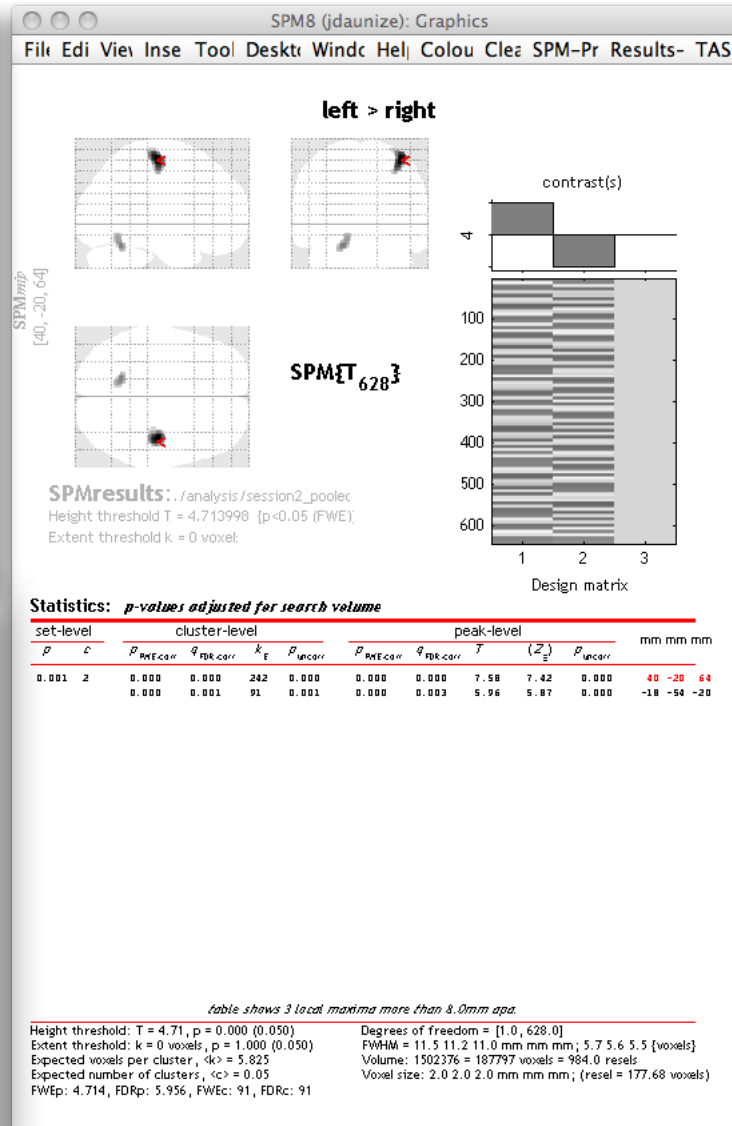 SPM8 (jdaunize): Graphics
File Edi Viev Inse Tool Deskto Windo Help Colou Clea SPM-Pr Results- TAS
left > right
contrast(s)
4
SPMmip
[40, -20, 64]
SPM{T628}
100
200
300
400
500
600
1 2 3
Design matrix
SPMresults: ./analysis/session2_pooled
Height threshold T = 4.713998 {p<0.05 (FWE)}
Extent threshold k = 0 voxel
Statistics: p-values adjusted for search volume
set-level cluster-level peak-level mm mm mm
p c pFWE-corr qFDR-corr kE puncorr pFWE-corr qFDR-corr T (Z≡) puncorr
0.001 2 0.000 0.000 242 0.000 0.000 0.000 7.58 7.42 0.000 40 -20 64
0.000 0.001 91 0.001 0.000 0.003 5.96 5.87 0.000 -18 -54 -20
table shows 3 local maxima more than 8.0mm apa
Height threshold: T = 4.71, p = 0.000 (0.050)
Extent threshold: k = 0 voxels, p = 1.000 (0.050)
Expected voxels per cluster, <k> = 5.825
Expected number of clusters, <c> = 0.05
FWEp: 4.714, FDRp: 5.956, FWEc: 91, FDRc: 91
Degrees of freedom = [1.0, 628.0]
FWHM = 11.5 11.2 11.0 mm mm mm; 5.7 5.6 5.5 {voxels}
Volume: 1502376 = 187797 voxels = 984.0 resels
Voxel size: 2.0 2.0 2.0 mm mm mm; (resel = 177.68 voxels)